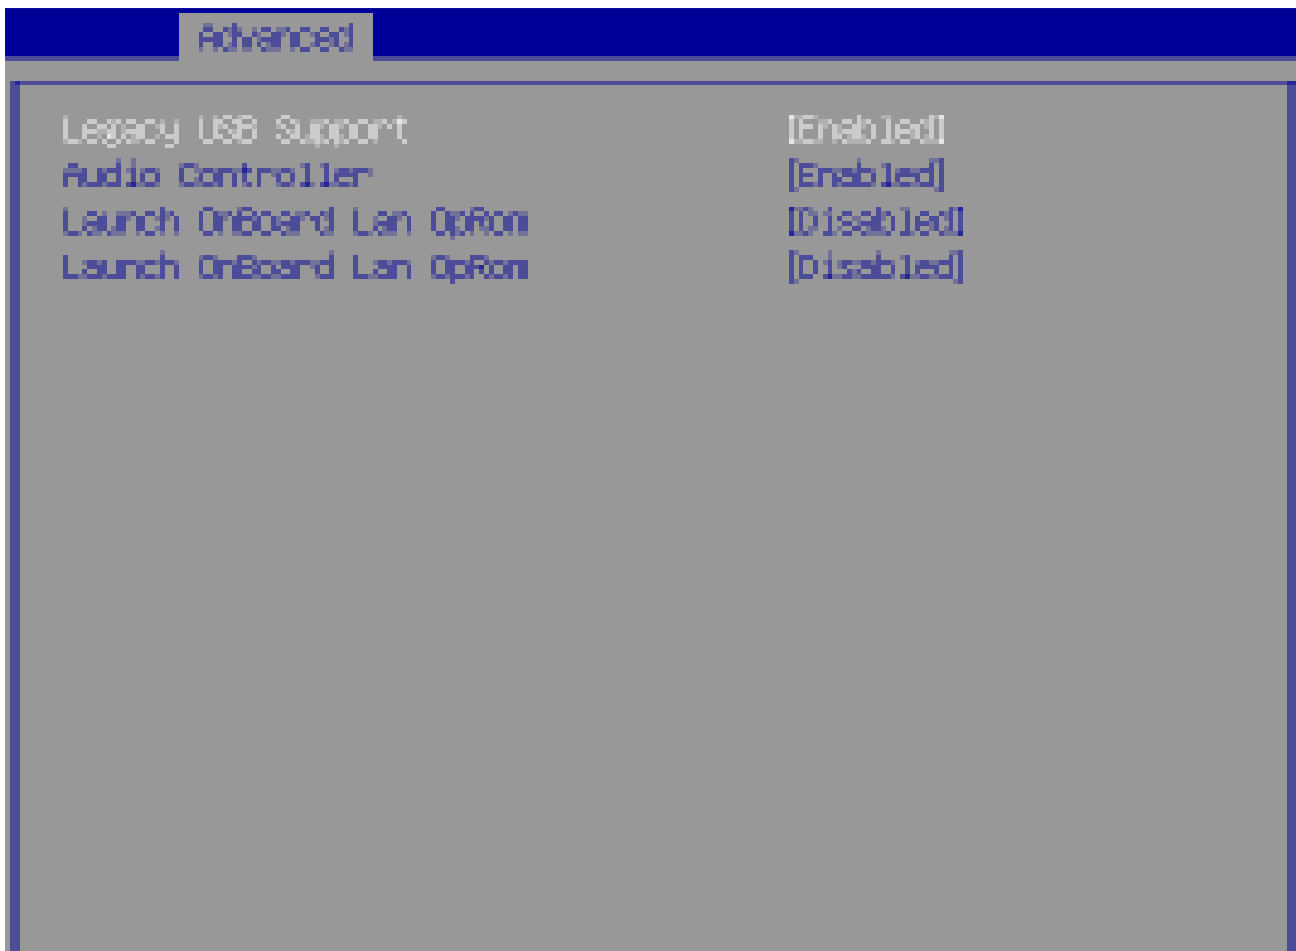 Advanced
Legacy USB Support [Enabled]
Audio Controller [Enabled]
Launch OnBoard Lan OpRom [Disabled]
Launch OnBoard Lan OpRom [Disabled]